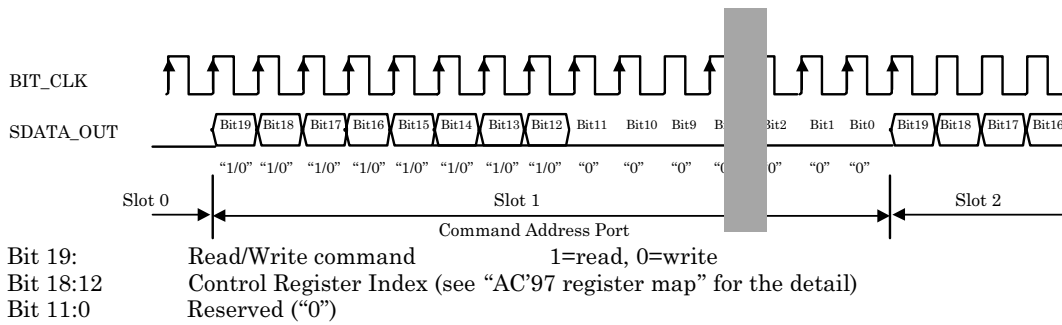 BIT_CLK
SDATA_OUT
Bit19 Bit18 Bit17 Bit16 Bit15 Bit14 Bit13 Bit12 Bit11 Bit10 Bit9 Bit1 Bit0 Bit19 Bit18 Bit17 Bit16
“1/0” “1/0” “1/0” “1/0” “1/0” “1/0” “1/0” “1/0” “0” “0” “0” “0” “0”
Slot 0 Slot 1 Slot 2
Command Address Port
Bit 19: Read/Write command 1=read, 0=write
Bit 18:12 Control Register Index (see “AC’97 register map” for the detail)
Bit 11:0 Reserved (“0”)